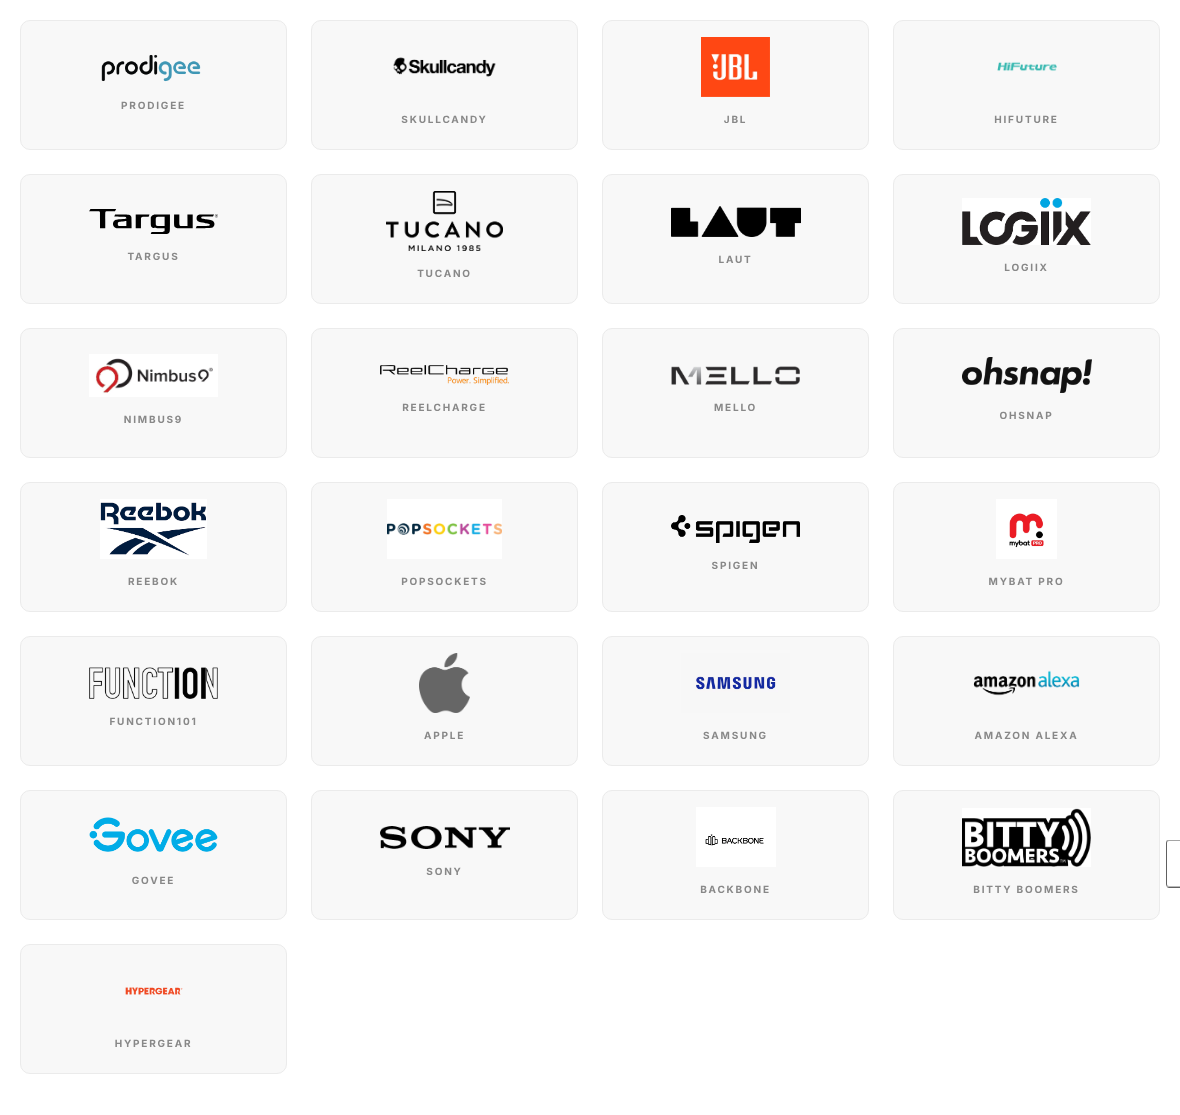 prodigee
PRODIGEE
Skullcandy
SKULLCANDY
JBL
JBL
HiFuture
HIFUTURE
Targus®
TARGUS
TUCANO
MILANO 1985
TUCANO
LAUT
LAUT
LOGiiX
LOGIIX
Nimbus9®
NIMBUS9
ReelCharge
Power. Simplified.
REELCHARGE
MELLO
MELLO
ohsnap!
OHSNAP
Reebok
REEBOK
POPSOCKETS
POPSOCKETS
spigen
SPIGEN
m
mybat PRO
MYBAT PRO
FUNCTION
FUNCTION101
APPLE
SAMSUNG
SAMSUNG
amazon alexa
AMAZON ALEXA
Govee
GOVEE
SONY
SONY
BACKBONE
BACKBONE
BITTY
BOOMERS
BITTY BOOMERS
HYPERGEAR
HYPERGEAR